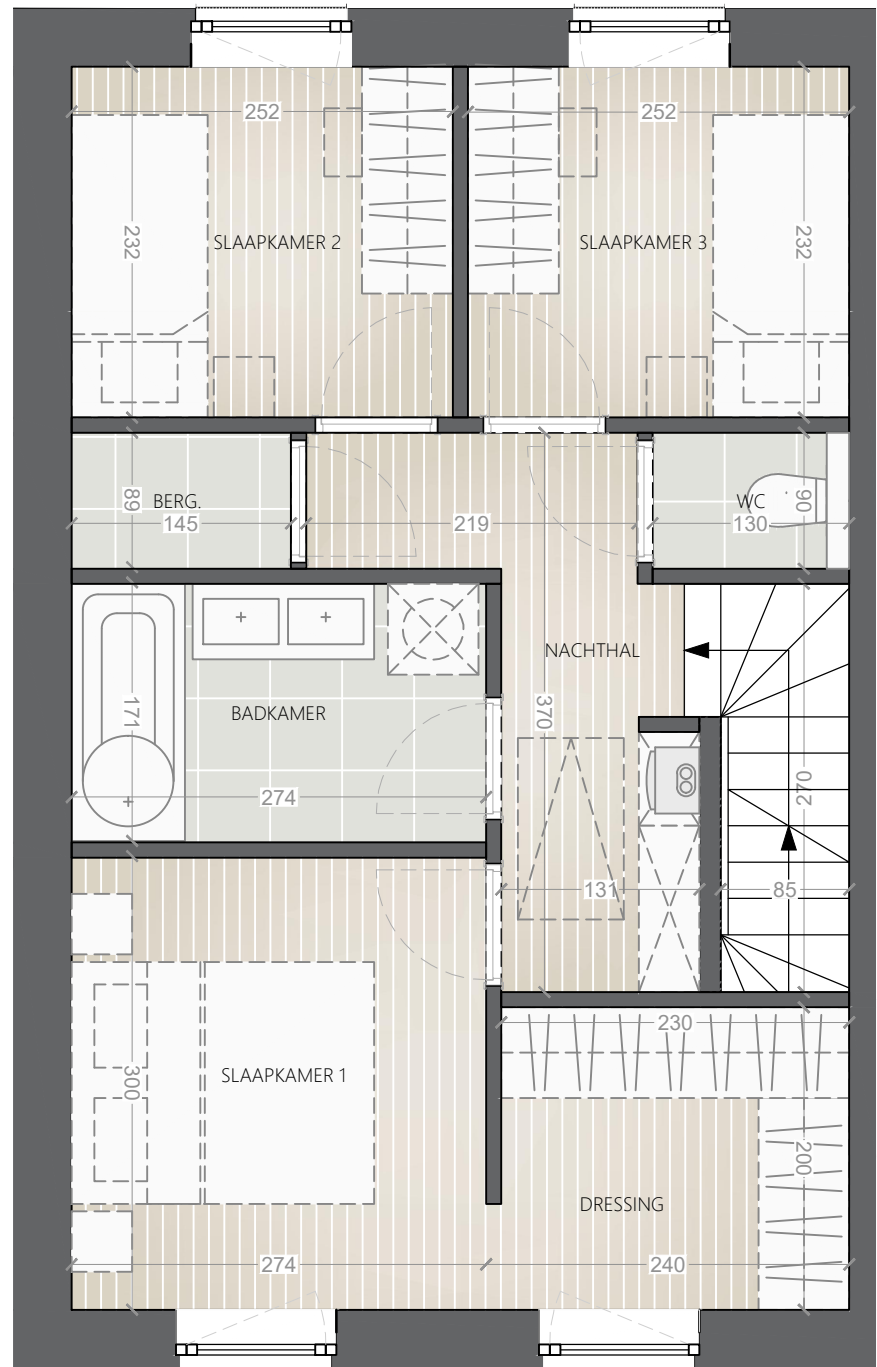 252
252
232
SLAAPKAMER 2
SLAAPKAMER 3
232
89
BERG.
145
219
WC
130
90
NACHTHAL
171
BADKAMER
370
274
270
131
85
230
300
SLAAPKAMER 1
200
DRESSING
274
240